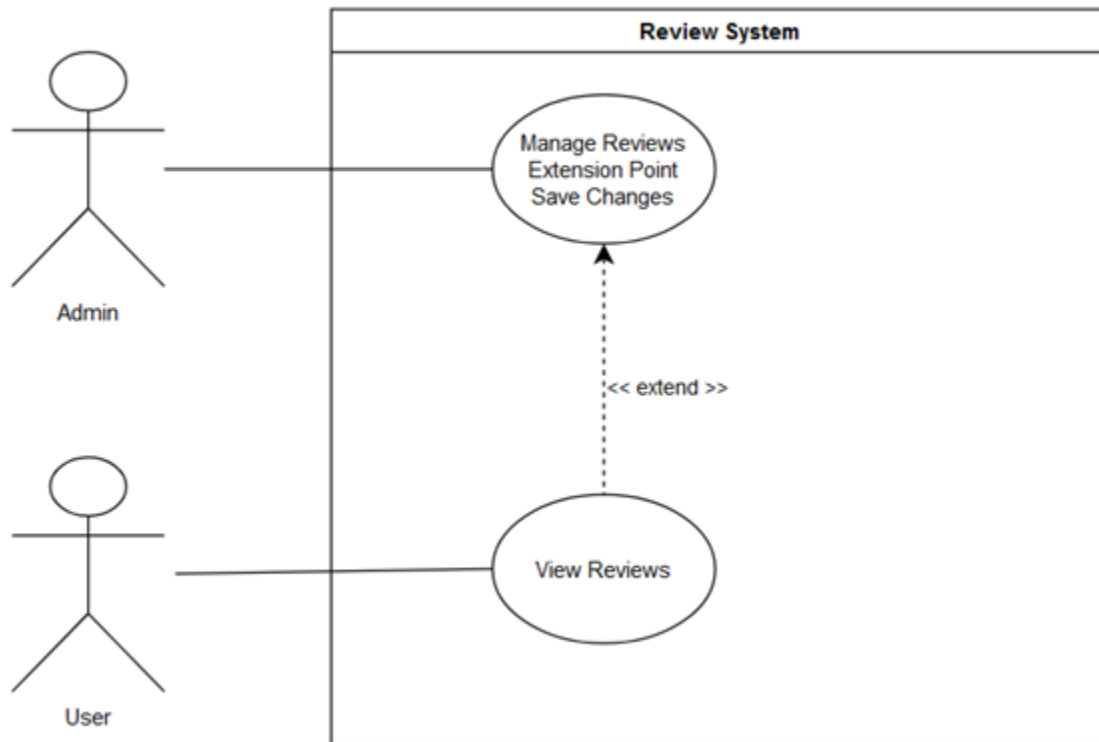 Review System
Manage Reviews
Extension Point
Save Changes
Admin
<< extend >>
View Reviews
User